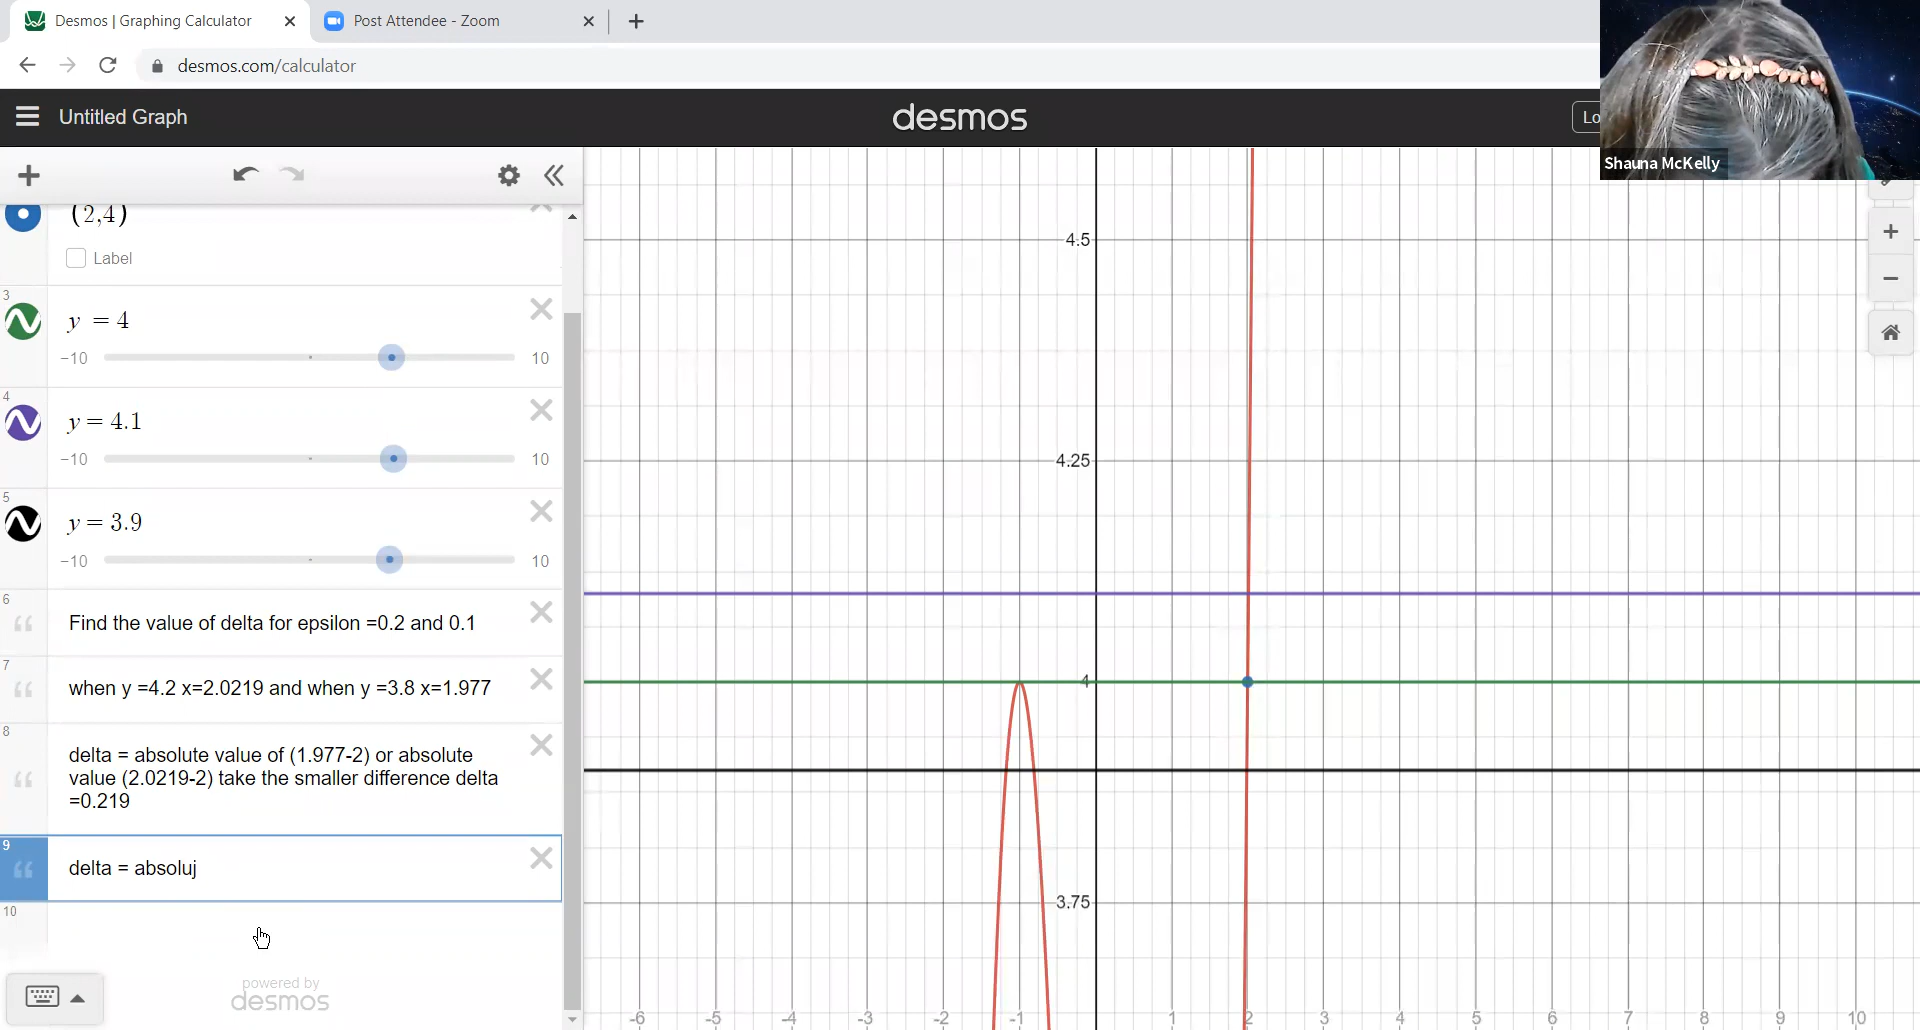 Desmos | Graphing Calculator
Post Attendee - Zoom
desmos.com/calculator
Untitled Graph
desmos
Lo
Shauna McKelly
(2,4)
Label
3
y = 4
-10
10
4
y = 4.1
-10
10
5
y = 3.9
-10
10
6
Find the value of delta for epsilon =0.2 and 0.1
7
when y =4.2 x=2.0219 and when y =3.8 x=1.977
8
delta = absolute value of (1.977-2) or absolute
value (2.0219-2) take the smaller difference delta
=0.219
9
delta = absoluj
10
powered by
desmos
4.5
4.25
4
3.75
-6 -5 -4 -3 -2 -1 1 2 3 4 5 6 7 8 9 10